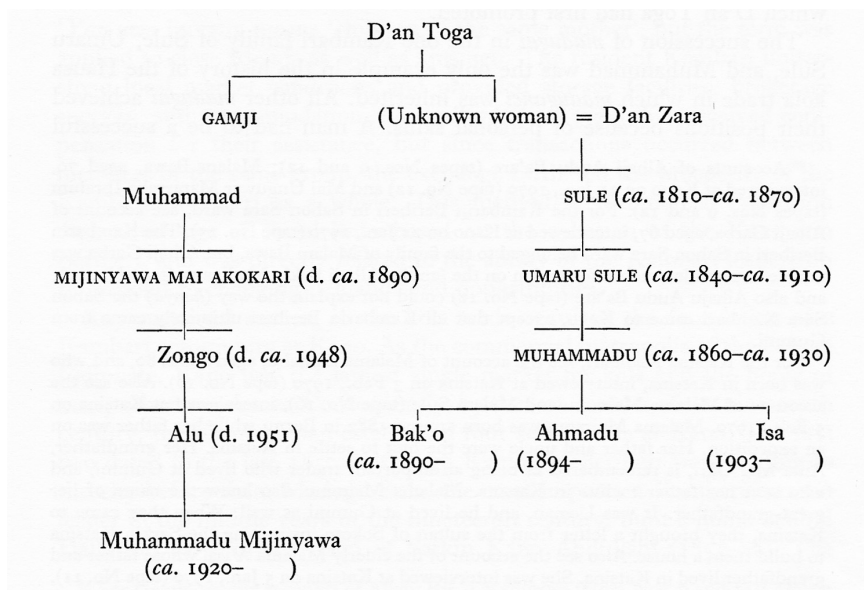 D'an Toga
GAMJI (Unknown woman) = D'an Zara
Muhammad SULE (ca. 1810–ca. 1870)
MIJINYAWA MAI AKOKARI (d. ca. 1890) UMARU SULE (ca. 1840–ca. 1910)
Zongo (d. ca. 1948) MUHAMMADU (ca. 1860–ca. 1930)
Alu (d. 1951) Bak'o Ahmadu Isa
(ca. 1890– ) (1894– ) (1903– )
Muhammadu Mijinyawa
(ca. 1920– )